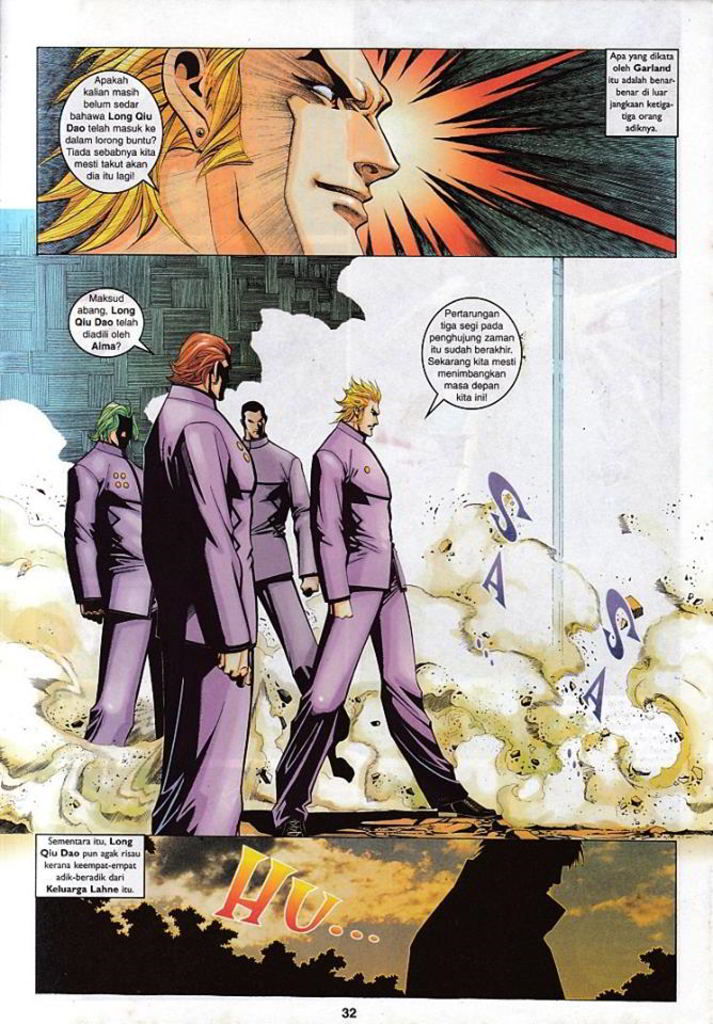 Apakah
kalian masih
belum sedar
bahawa Long Qiu
Dao telah masuk ke
dalam lorong buntu?
Tiada sebabnya kita
mesti takut akan
dia itu lagi!
Apa yang dikata
oleh Garland
itu adalah benar-
benar di luar
jangkaan ketiga-
tiga orang
adiknya.
Maksud
abang, Long
Qiu Dao telah
diadili oleh
Alma?
Pertarungan
tiga segi pada
penghujung zaman
itu sudah berakhir.
Sekarang kita mesti
menimbangkan
masa depan
kita ini!
SA
SA
Sementara itu, Long
Qiu Dao pun agak risau
kerana keempat-empat
adik-beradik dari
Keluarga Lahne itu.
HU...
32